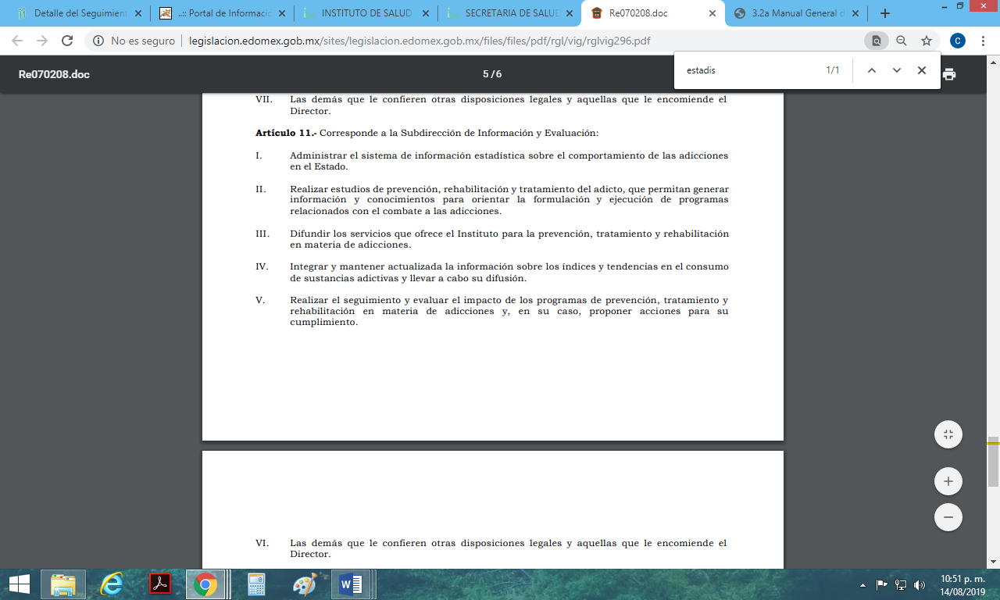 Detalle del Seguimient
..:: Portal de Informaci
INSTITUTO DE SALUD
SECRETARIA DE SALUD
Re070208.doc
3.2a Manual General d
No es seguro
legislacion.edomex.gob.mx/sites/legislacion.edomex.gob.mx/files/files/pdf/rgl/vig/rglvig296.pdf
C
estadis
1/1
Re070208.doc
5 / 6
VII. Las demás que le confieren otras disposiciones legales y aquellas que le encomiende el
Director.
Artículo 11.- Corresponde a la Subdirección de Información y Evaluación:
I. Administrar el sistema de información estadística sobre el comportamiento de las adicciones
en el Estado.
II. Realizar estudios de prevención, rehabilitación y tratamiento del adicto, que permitan generar
información y conocimientos para orientar la formulación y ejecución de programas
relacionados con el combate a las adicciones.
III. Difundir los servicios que ofrece el Instituto para la prevención, tratamiento y rehabilitación
en materia de adicciones.
IV. Integrar y mantener actualizada la información sobre los índices y tendencias en el consumo
de sustancias adictivas y llevar a cabo su difusión.
V. Realizar el seguimiento y evaluar el impacto de los programas de prevención, tratamiento y
rehabilitación en materia de adicciones y, en su caso, proponer acciones para su
cumplimiento.
VI. Las demás que le confieren otras disposiciones legales y aquellas que le encomiende el
Director.
10:51 p. m.
14/08/2019